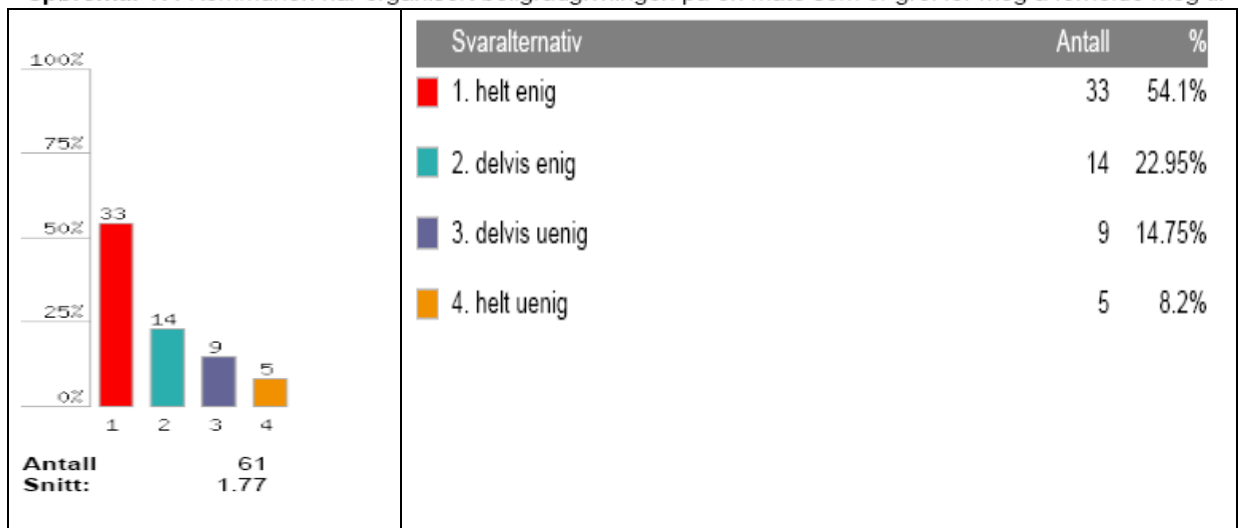 100%
75%
50%
25%
0%
33
14
9
5
1 2 3 4
Antall 61
Snitt: 1.77
Svaralternativ Antall %
1. helt enig 33 54.1%
2. delvis enig 14 22.95%
3. delvis uenig 9 14.75%
4. helt uenig 5 8.2%